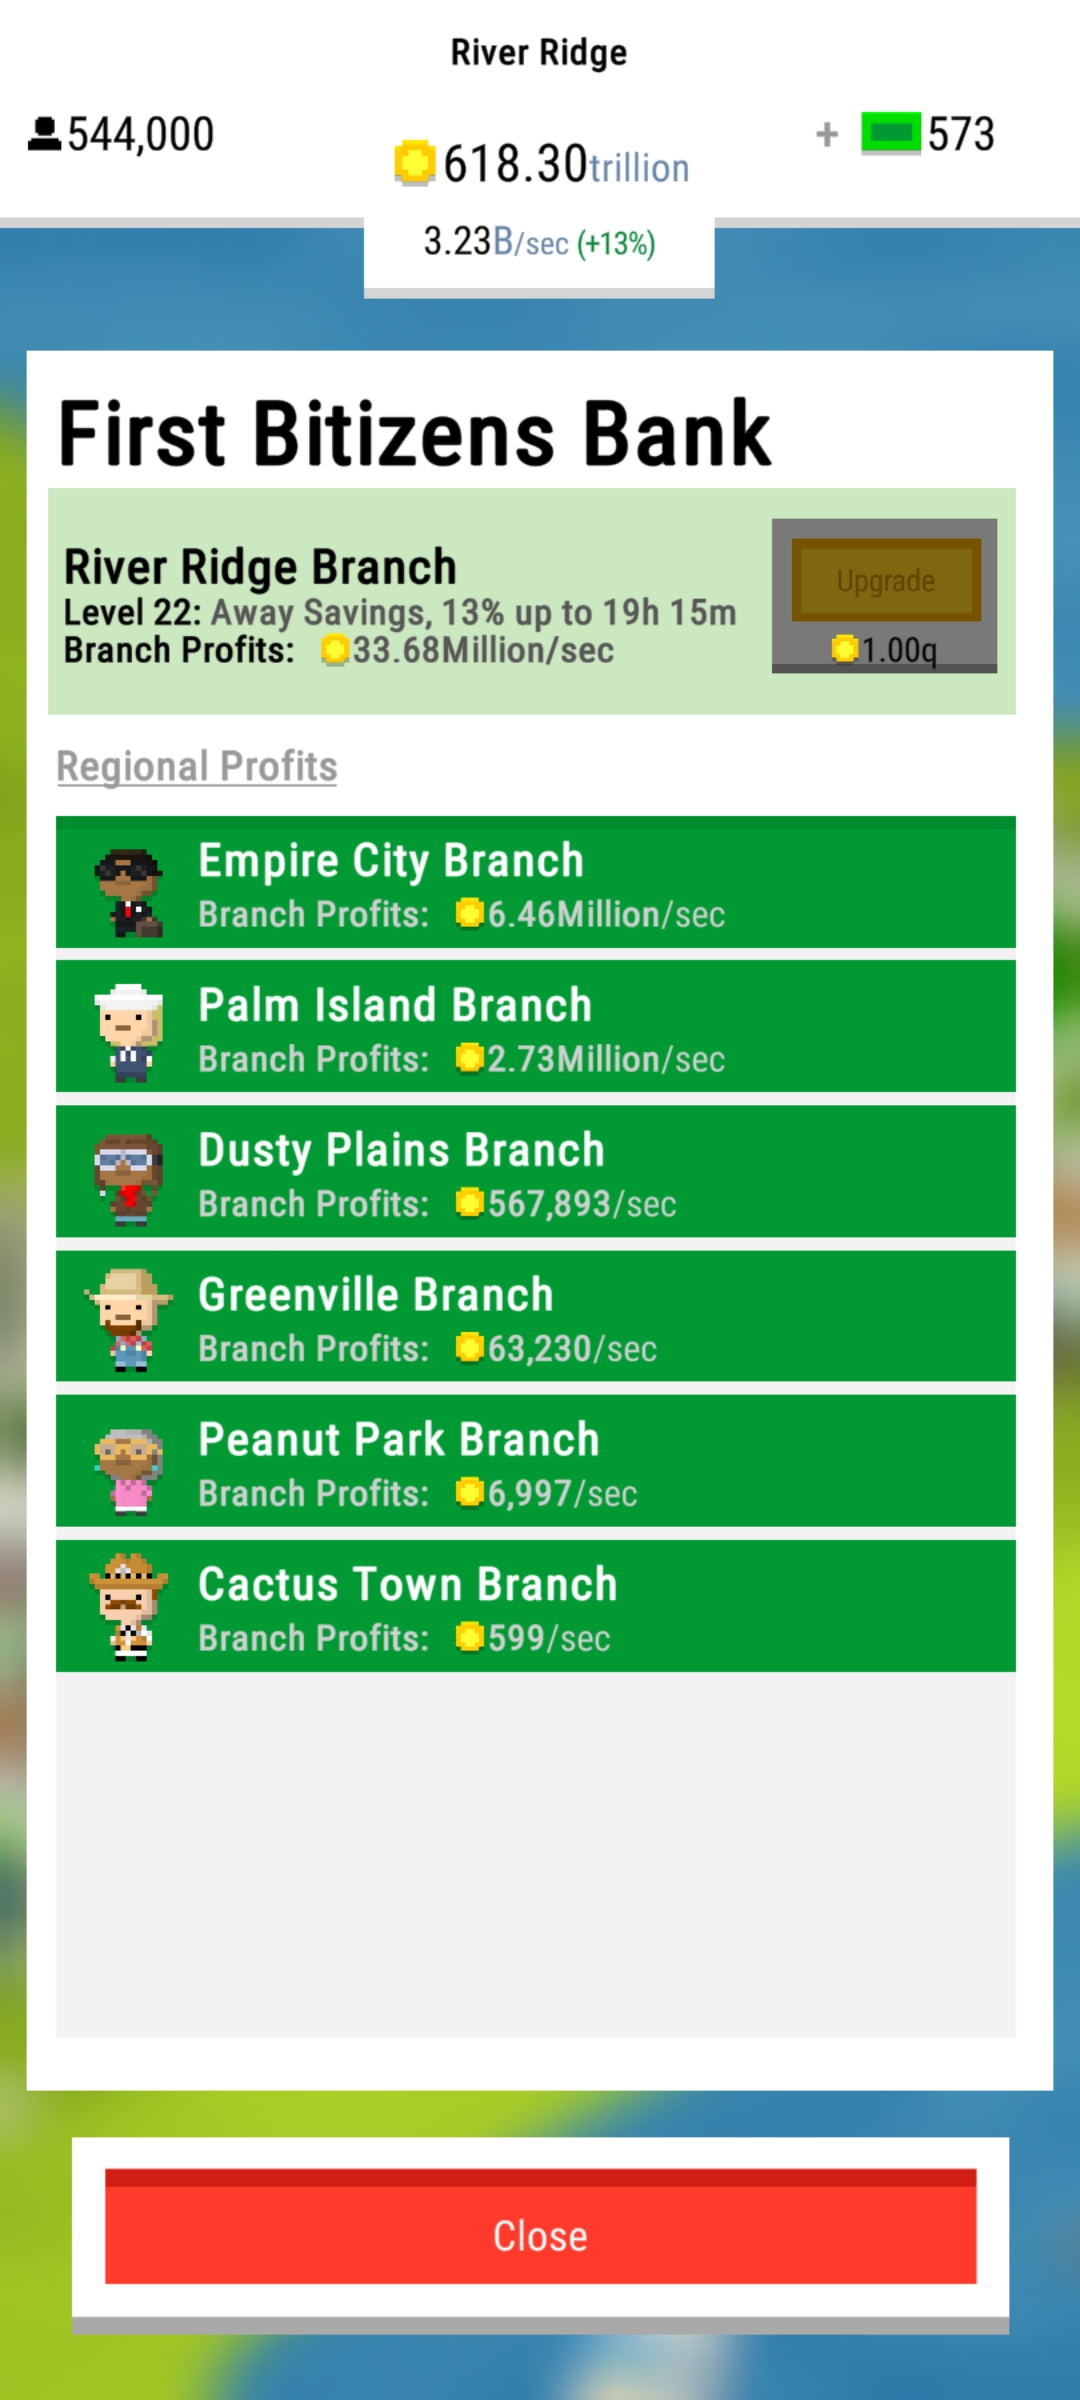 River Ridge
544,000
618.30trillion
+ 573
3.23B/sec (+13%)
First Bitizens Bank
River Ridge Branch
Level 22: Away Savings, 13% up to 19h 15m
Branch Profits: 33.68Million/sec
Upgrade
1.00q
Regional Profits
Empire City Branch
Branch Profits: 6.46Million/sec
Palm Island Branch
Branch Profits: 2.73Million/sec
Dusty Plains Branch
Branch Profits: 567,893/sec
Greenville Branch
Branch Profits: 63,230/sec
Peanut Park Branch
Branch Profits: 6,997/sec
Cactus Town Branch
Branch Profits: 599/sec
Close